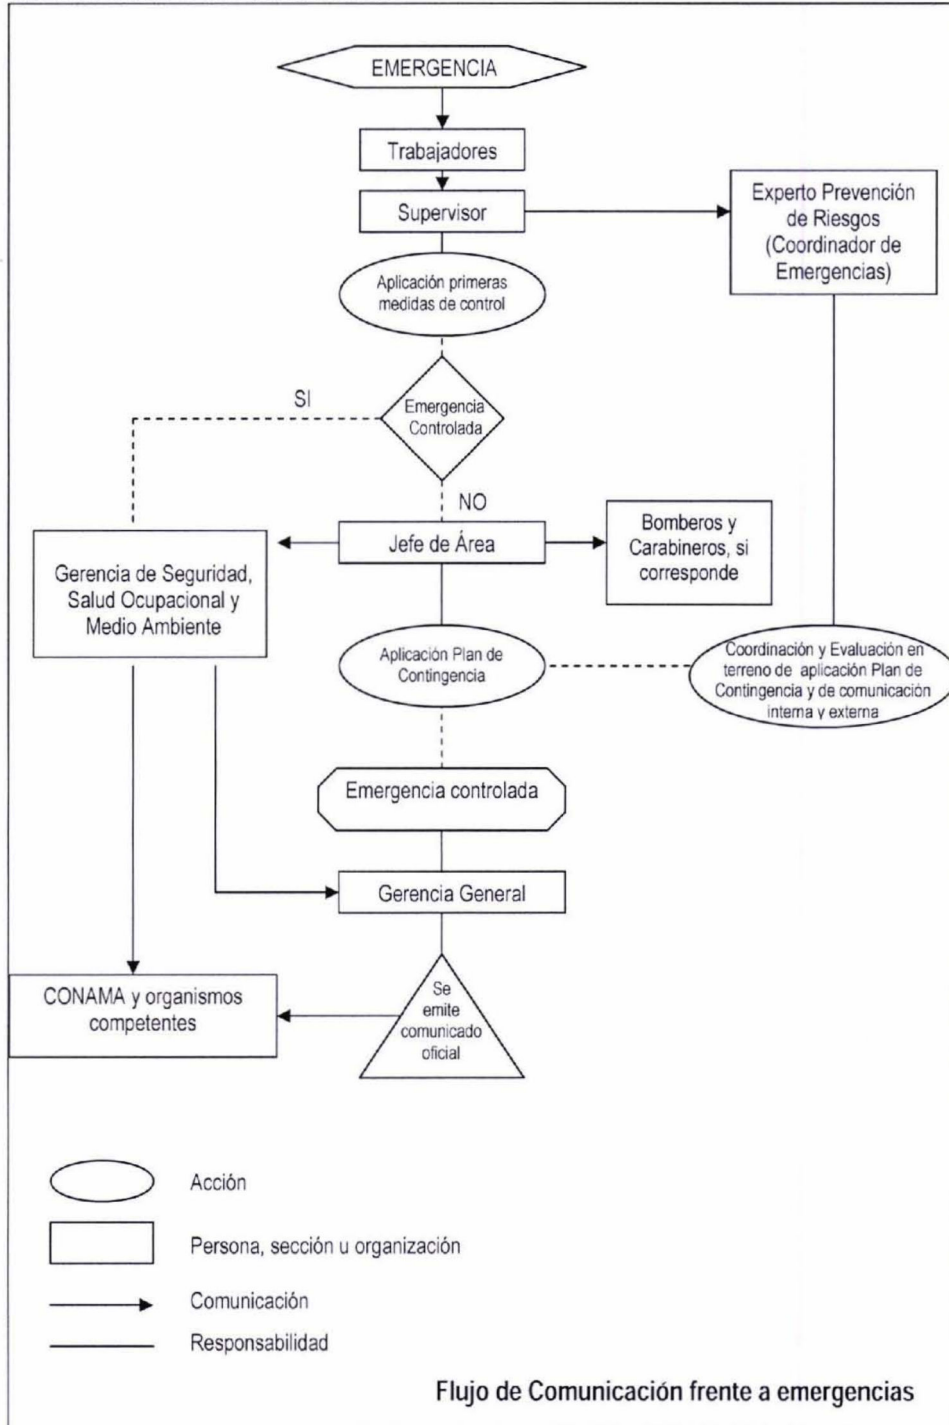 EMERGENCIA
Trabajadores
Supervisor
Experto Prevención
de Riesgos
(Coordinador de
Emergencias)
Aplicación primeras
medidas de control
SI
Emergencia
Controlada
NO
Jefe de Área
Bomberos y
Carabineros, si
corresponde
Gerencia de Seguridad,
Salud Ocupacional y
Medio Ambiente
Aplicación Plan de
Contingencia
Coordinación y Evaluación en
terreno de aplicación Plan de
Contingencia y de comunicación
interna y externa
Emergencia controlada
Gerencia General
CONAMA y organismos
competentes
Se
emite
comunicado
oficial
Acción
Persona, sección u organización
Comunicación
Responsabilidad
Flujo de Comunicación frente a emergencias